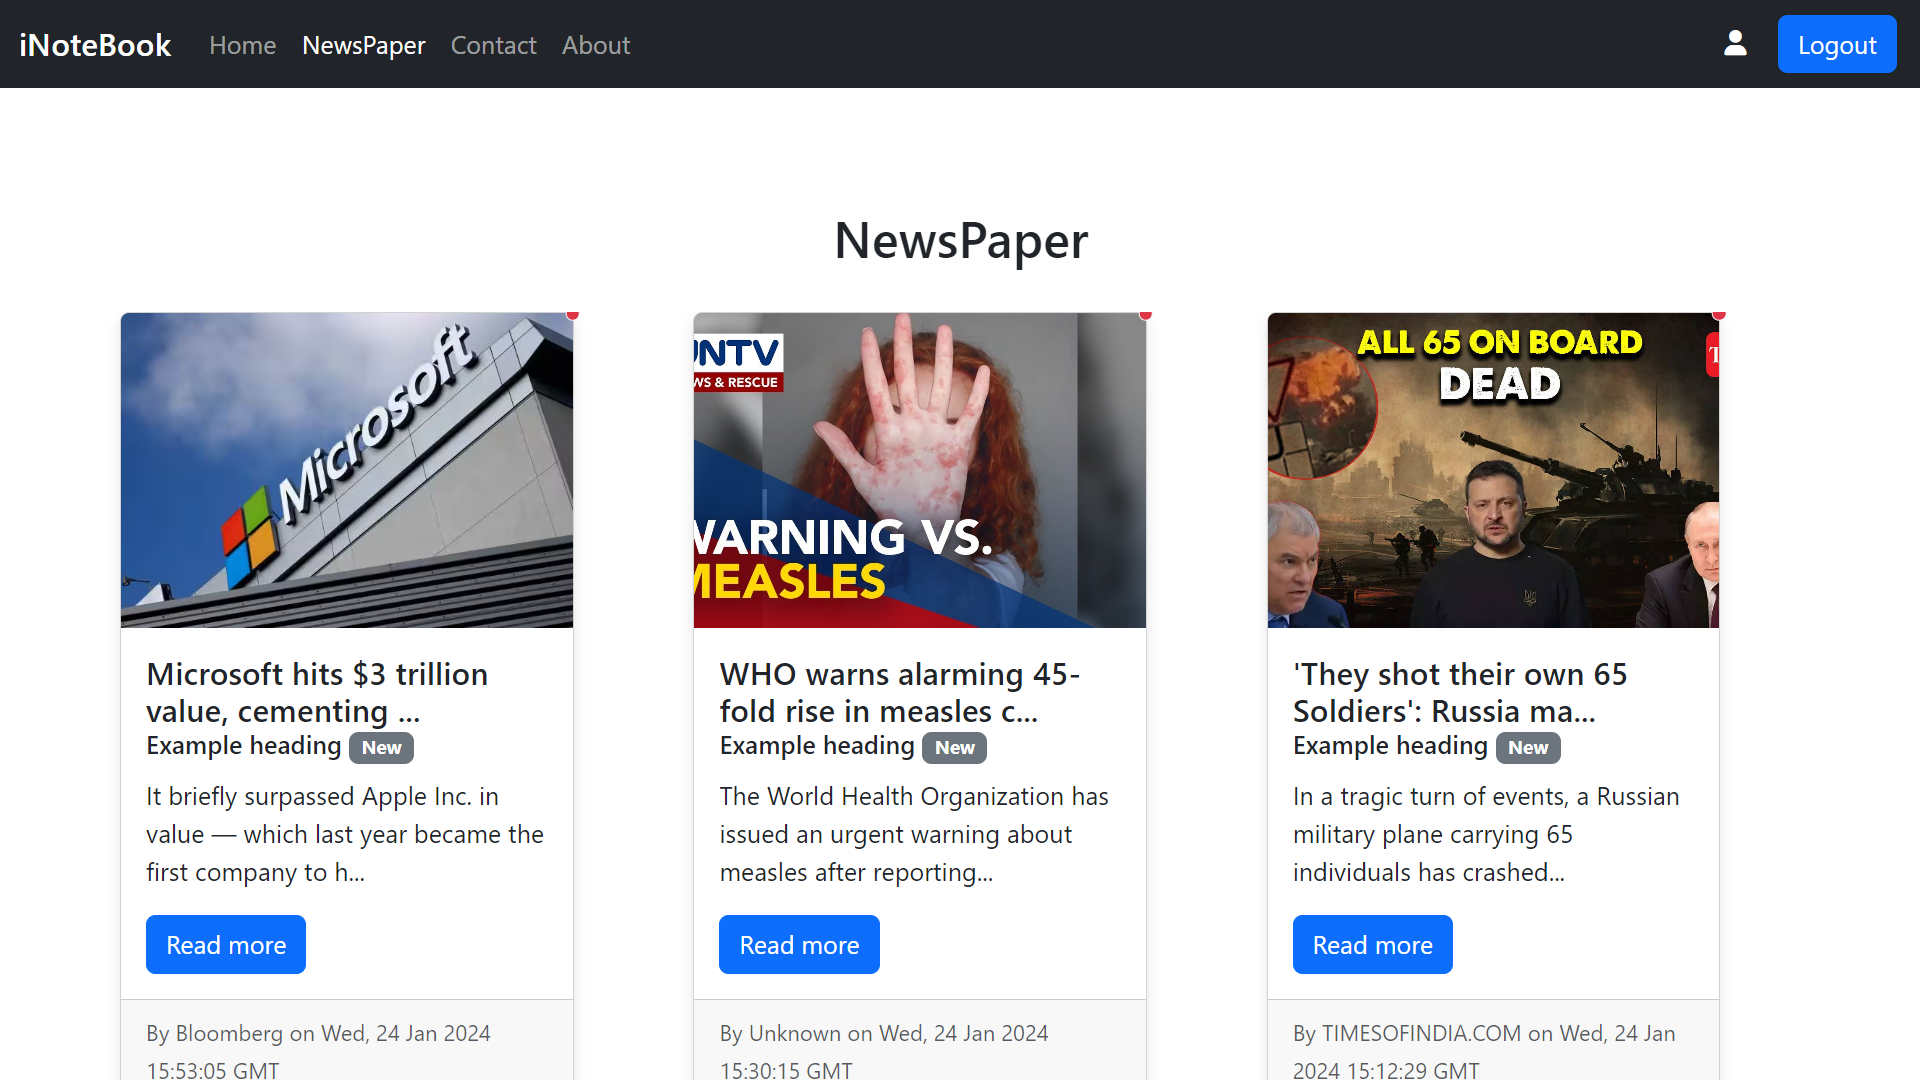 iNoteBook
Home
NewsPaper
Contact
About
Logout
NewsPaper
Microsoft
Microsoft hits $3 trillion
value, cementing ...
Example heading New
It briefly surpassed Apple Inc. in
value — which last year became the
first company to h...
Read more
By Bloomberg on Wed, 24 Jan 2024
15:53:05 GMT
UNTV
WS & RESCUE
WARNING VS.
MEASLES
WHO warns alarming 45-
fold rise in measles c...
Example heading New
The World Health Organization has
issued an urgent warning about
measles after reporting...
Read more
By Unknown on Wed, 24 Jan 2024
15:30:15 GMT
ALL 65 ON BOARD
DEAD
T
'They shot their own 65
Soldiers': Russia ma...
Example heading New
In a tragic turn of events, a Russian
military plane carrying 65
individuals has crashed...
Read more
By TIMESOFINDIA.COM on Wed, 24 Jan
2024 15:12:29 GMT